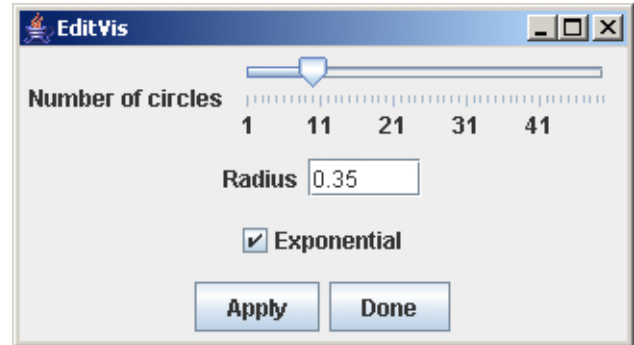 EditVis
Number of circles
1 11 21 31 41
Radius 0.35
Exponential
Apply Done